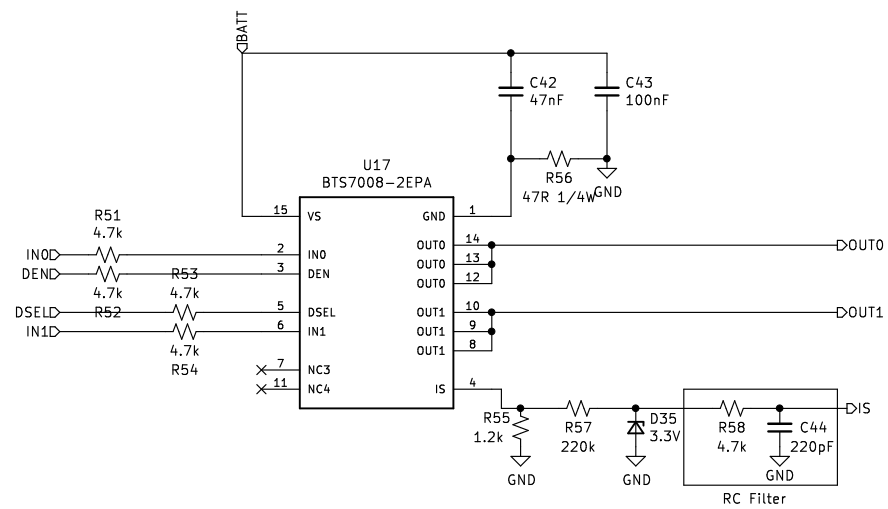 BATT
C42
47nF
C43
100nF
R56
47R 1/4W
GND
U17
BTS7008-2EPA
15
VS
GND
1
R51
4.7k
IN0
2
IN0
OUT0
14
OUT0
DEN
3
DEN
OUT0
13
4.7k
R52
R53
4.7k
OUT0
12
DSEL
5
DSEL
OUT1
10
OUT1
IN1
6
IN1
OUT1
9
4.7k
R54
OUT1
8
7
NC3
11
NC4
IS
4
R55
1.2k
GND
R57
220k
D35
3.3V
GND
R58
4.7k
C44
220pF
GND
IS
RC Filter